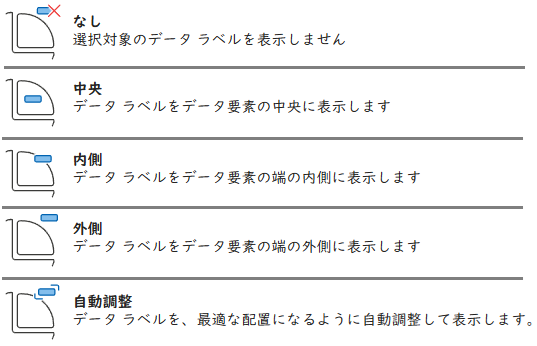 なし
選択対象のデータ ラベルを表示しません
中央
データ ラベルをデータ要素の中央に表示します
内側
データ ラベルをデータ要素の端の内側に表示します
外側
データ ラベルをデータ要素の端の外側に表示します
自動調整
データ ラベルを、最適な配置になるように自動調整して表示します。